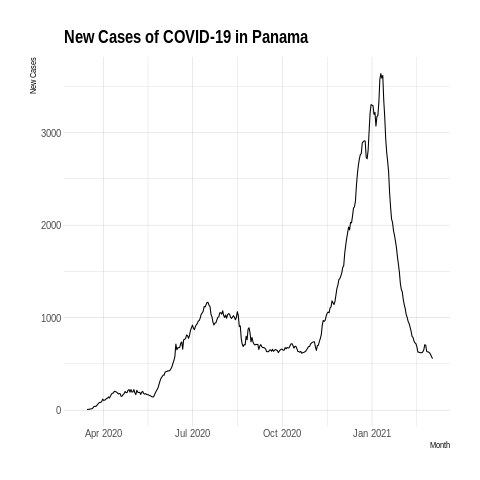 New Cases of COVID-19 in Panama
New Cases
3000
2000
1000
0
Apr 2020 Jul 2020 Oct 2020 Jan 2021
Month